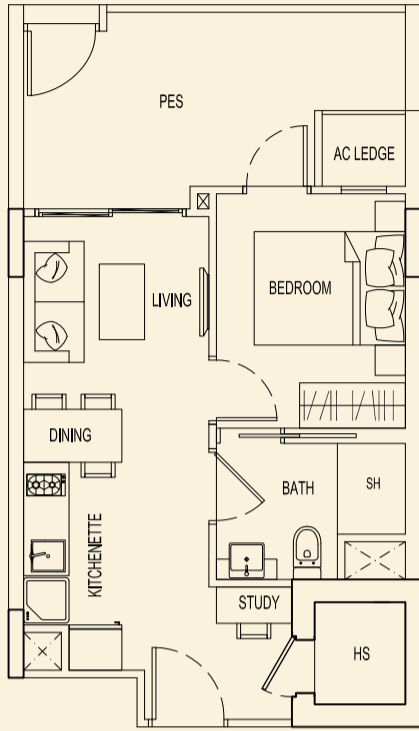 PES
AC LEDGE
LIVING
BEDROOM
DINING
KITCHENETTE
BATH
SH
STUDY
HS